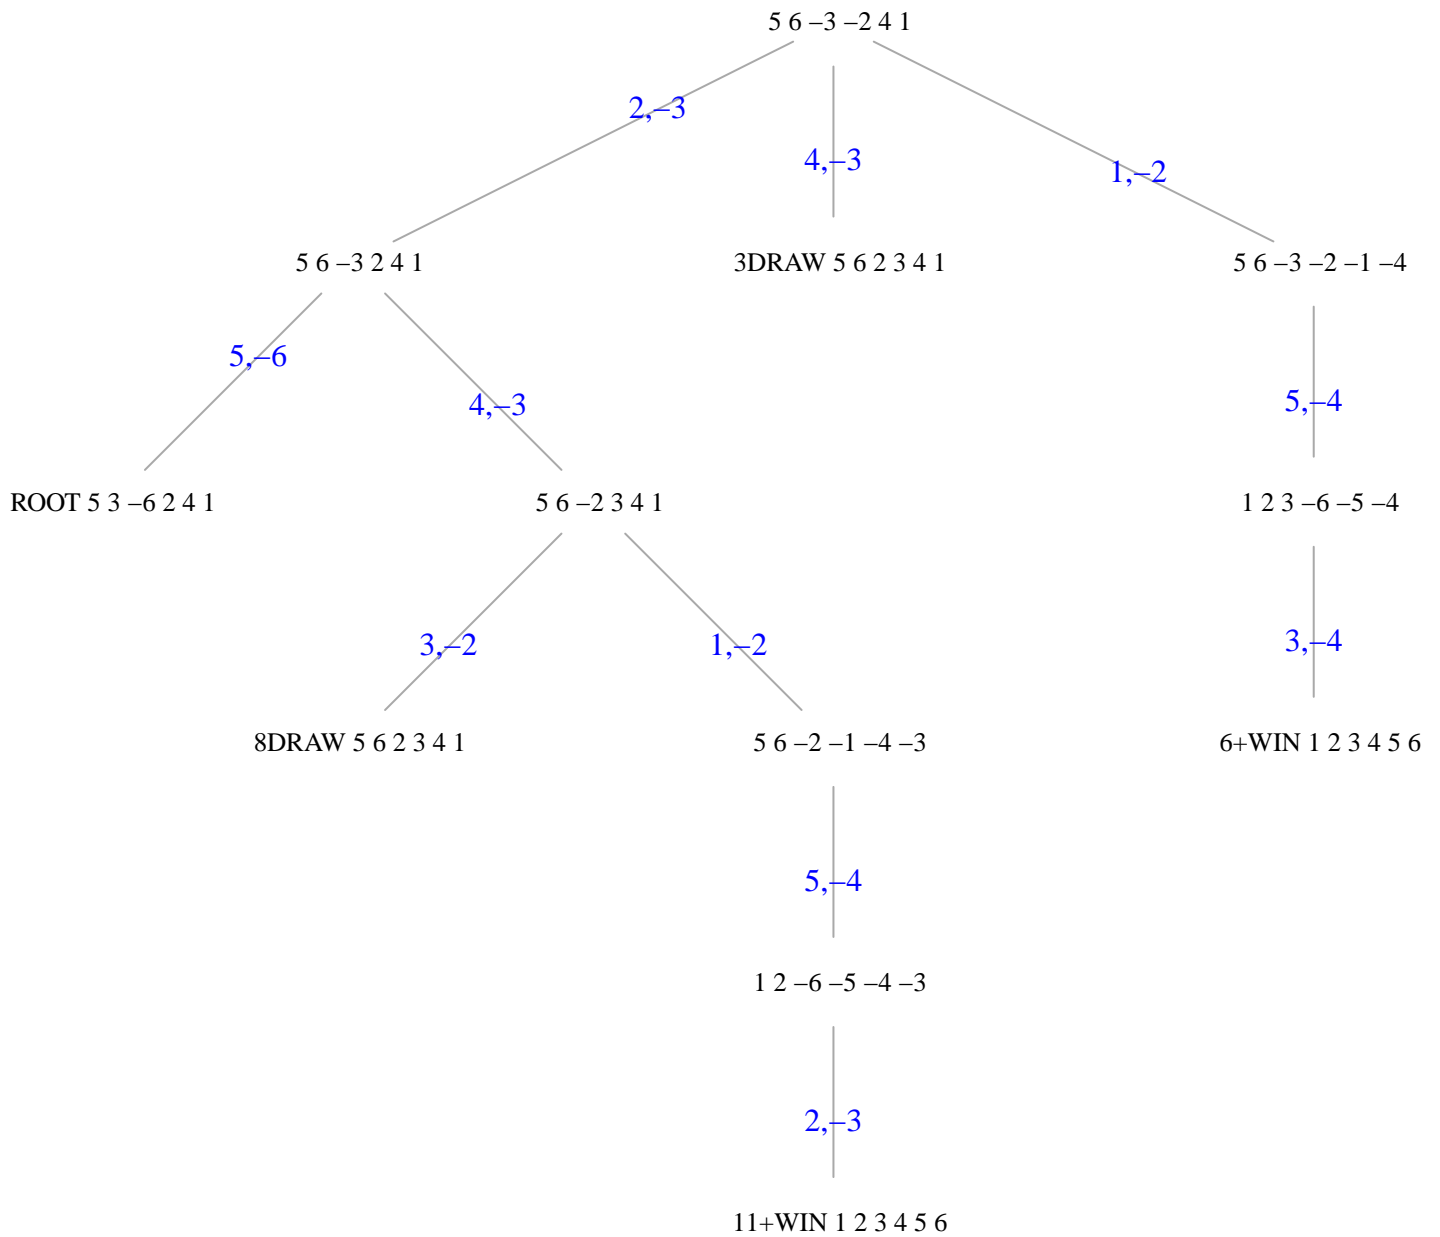 5 6 –3 –2 4 1
2,–3
4,–3
1,–2
5 6 –3 2 4 1
3DRAW 5 6 2 3 4 1
5 6 –3 –2 –1 –4
5,–6
4,–3
5,–4
ROOT 5 3 –6 2 4 1
5 6 –2 3 4 1
1 2 3 –6 –5 –4
3,–2
1,–2
3,–4
8DRAW 5 6 2 3 4 1
5 6 –2 –1 –4 –3
6+WIN 1 2 3 4 5 6
5,–4
1 2 –6 –5 –4 –3
2,–3
11+WIN 1 2 3 4 5 6